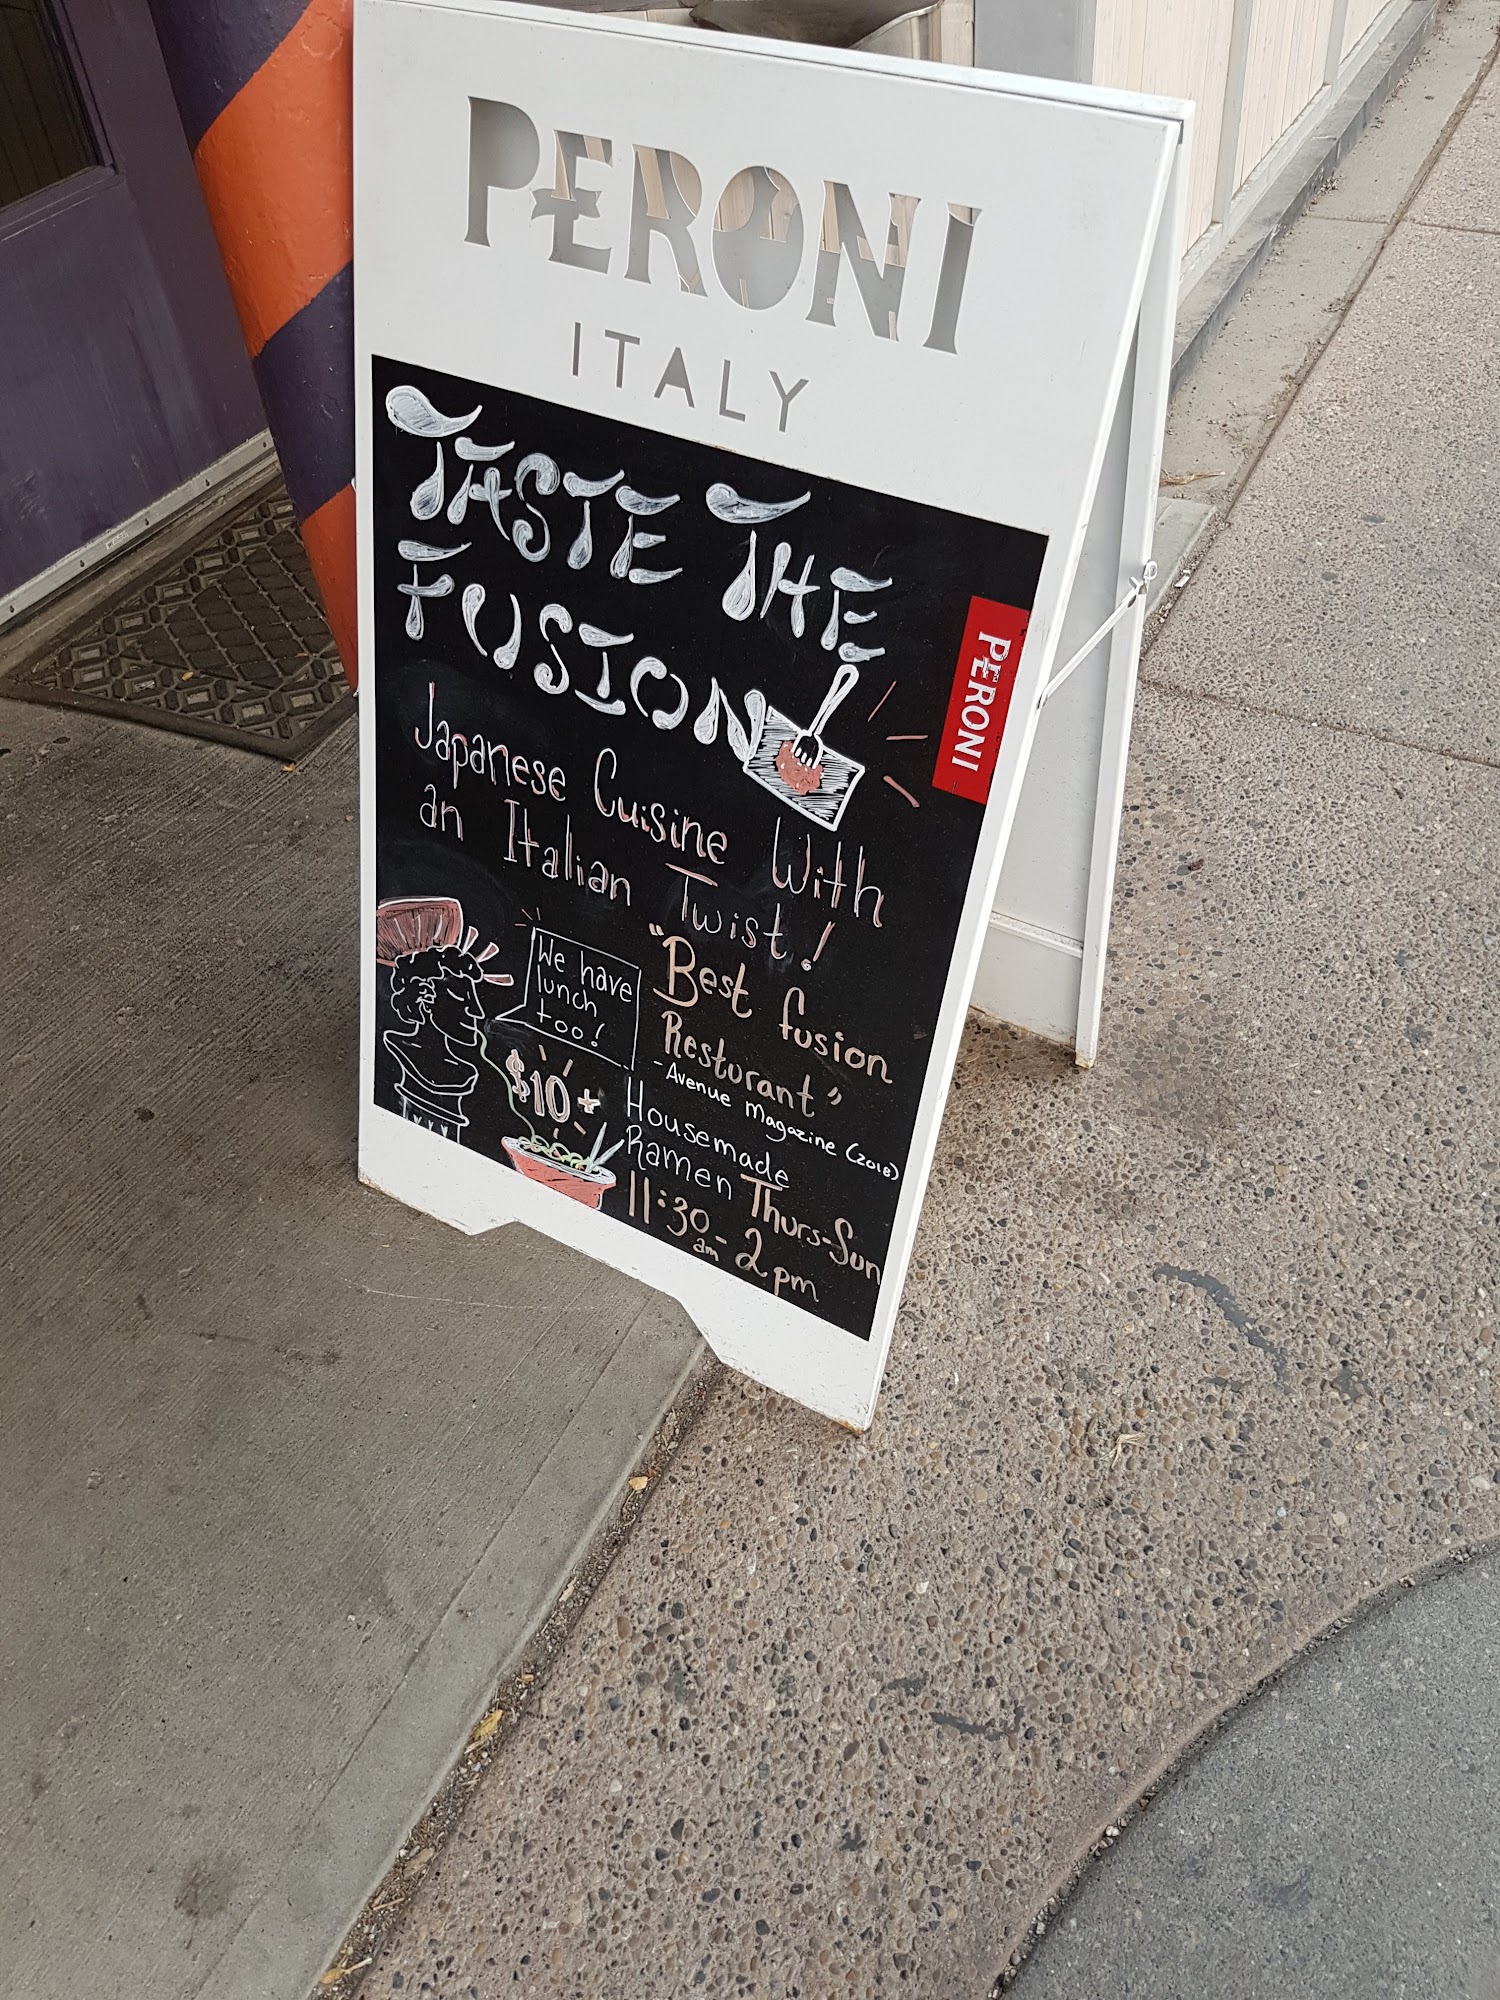 PERONI
ITALY
TASTE THE
FUSION
PERONI
Japanese Cuisine With
an Italian Twist!
We have
lunch
too!
"Best fusion
Resturant"
- Avenue Magazine (2018)
$10+
Housemade
Ramen Thurs-Sun
11:30am - 2pm